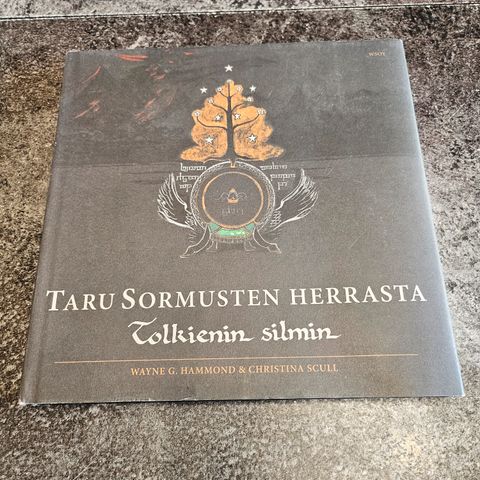 WSOY
TARU SORMUSTEN HERRASTA
Tolkienin silmin
WAYNE G. HAMMOND & CHRISTINA SCULL